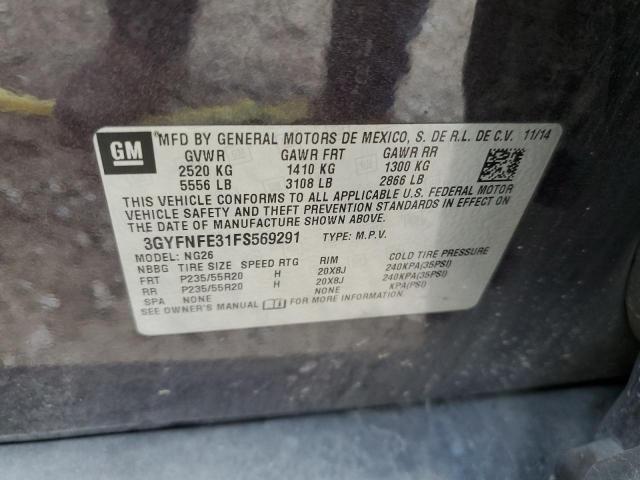 GM
MFD BY GENERAL MOTORS DE MEXICO, S. DE R.L. DE C.V. 11/14
GVWR GAWR FRT GAWR RR
2520 KG 1410 KG 1300 KG
5556 LB 3108 LB 2866 LB
THIS VEHICLE CONFORMS TO ALL APPLICABLE U.S. FEDERAL MOTOR
VEHICLE SAFETY AND THEFT PREVENTION STANDARDS IN EFFECT ON
THE DATE OF MANUFACTURE SHOWN ABOVE.
3GYFNFE31FS569291 TYPE: M.P.V.
MODEL: NG26
NBBG TIRE SIZE SPEED RTG RIM COLD TIRE PRESSURE
FRT P235/55R20 H 20X8J 240KPA(35PSI)
RR P235/55R20 H 20X8J 240KPA(35PSI)
SPA NONE NONE KPA(PSI)
SEE OWNER'S MANUAL FOR MORE INFORMATION.